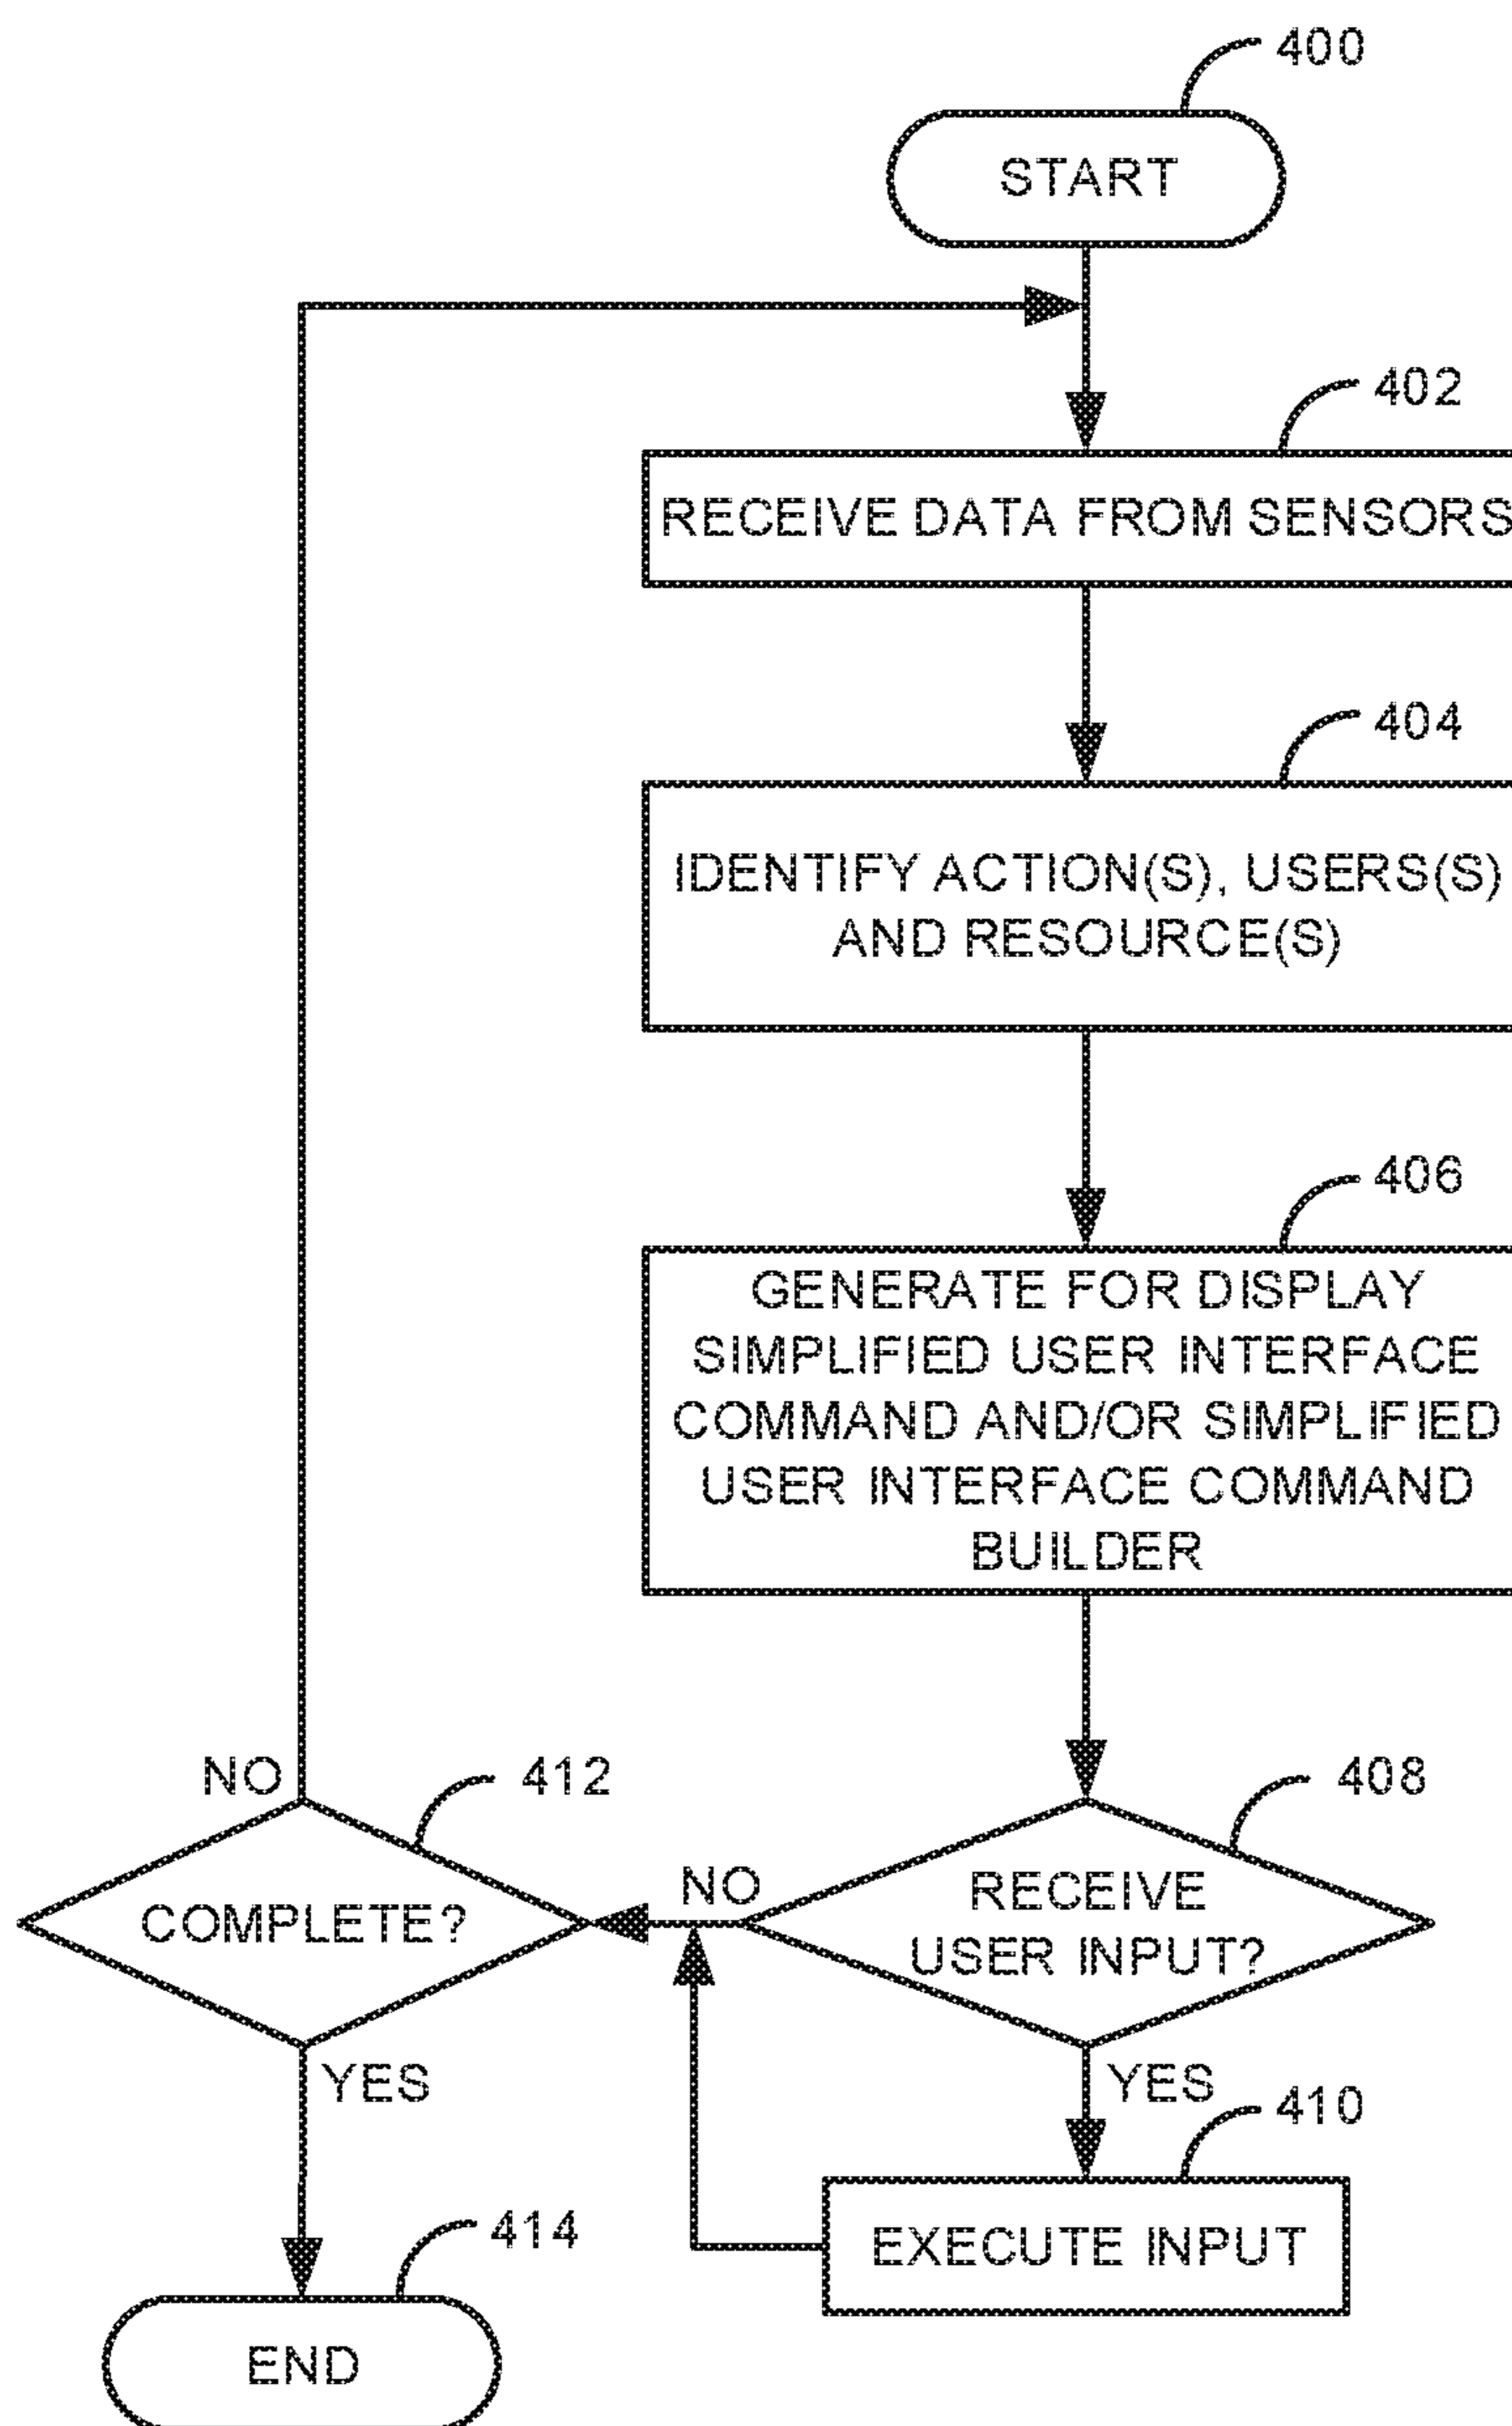 400
START
402
RECEIVE DATA FROM SENSORS
404
IDENTIFY ACTION(S), USERS(S)
AND RESOURCE(S)
406
GENERATE FOR DISPLAY
SIMPLIFIED USER INTERFACE
COMMAND AND/OR SIMPLIFIED
USER INTERFACE COMMAND
BUILDER
NO
412
408
COMPLETE?
NO
RECEIVE
USER INPUT?
YES
YES
410
EXECUTE INPUT
414
END